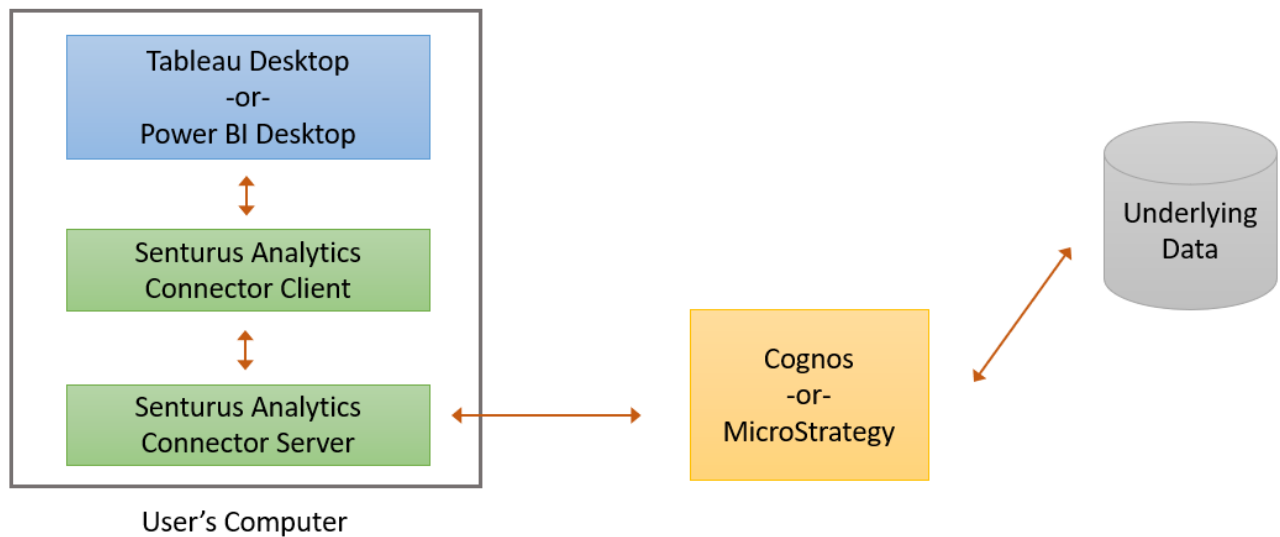 Tableau Desktop
-or-
Power BI Desktop
Senturus Analytics
Connector Client
Senturus Analytics
Connector Server
User’s Computer
Cognos
-or-
MicroStrategy
Underlying
Data